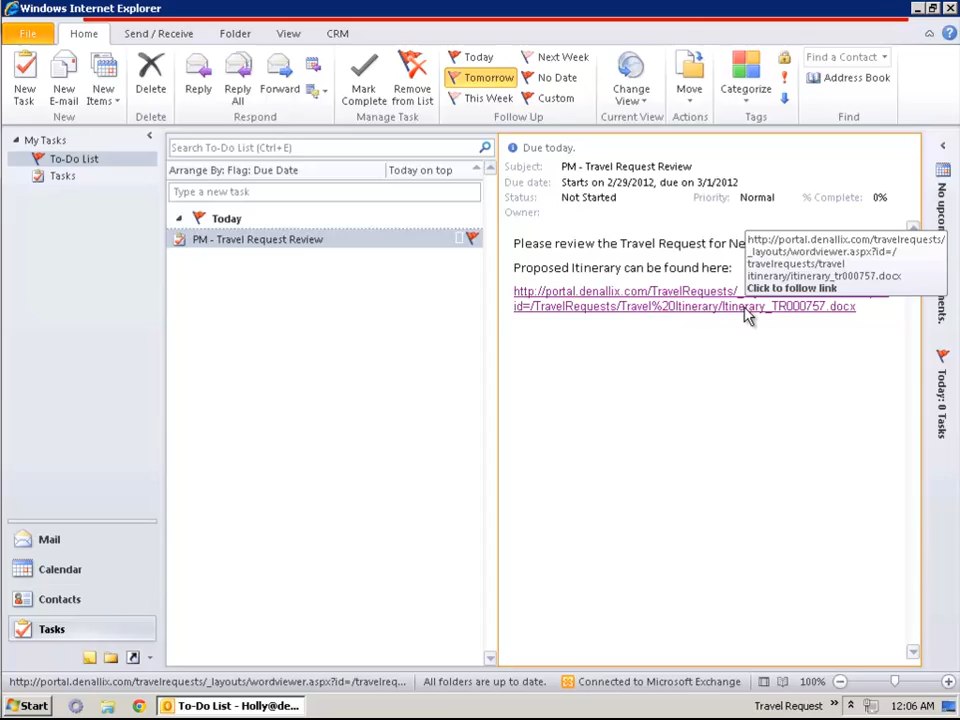 Windows Internet Explorer
File
Home
Send / Receive
Folder
View
CRM
New Task
New E-mail
New Items
New
Delete
Delete
Reply
Reply All
Forward
Respond
Mark Complete
Remove from List
Manage Task
Today
Tomorrow
This Week
Next Week
No Date
Custom
Follow Up
Change View
Current View
Move
Actions
Categorize
Tags
Find a Contact
Address Book
Find
My Tasks
To-Do List
Tasks
Search To-Do List (Ctrl+E)
Arrange By: Flag: Due Date
Today on top
Type a new task
Today
PM - Travel Request Review
Due today.
Subject: PM - Travel Request Review
Due date: Starts on 2/29/2012, due on 3/1/2012
Status: Not Started Priority: Normal % Complete: 0%
Owner:
Please review the Travel Request for Ne
Proposed Itinerary can be found here:
http://portal.denallix.com/TravelRequests/_
id=/TravelRequests/Travel%20Itinerary/Itinerary_TR000757.docx
http://portal.denallix.com/travelrequests/
_layouts/wordviewer.aspx?id=/
travelrequests/travel
itinerary/itinerary_tr000757.docx
Click to follow link
No upcom
ments.
Today: 0 Tasks
Mail
Calendar
Contacts
Tasks
http://portal.denallix.com/travelrequests/_layouts/wordviewer.aspx?id=/travelreq...
All folders are up to date.
Connected to Microsoft Exchange
100%
Start
To-Do List - Holly@de...
Travel Request
12:06 AM